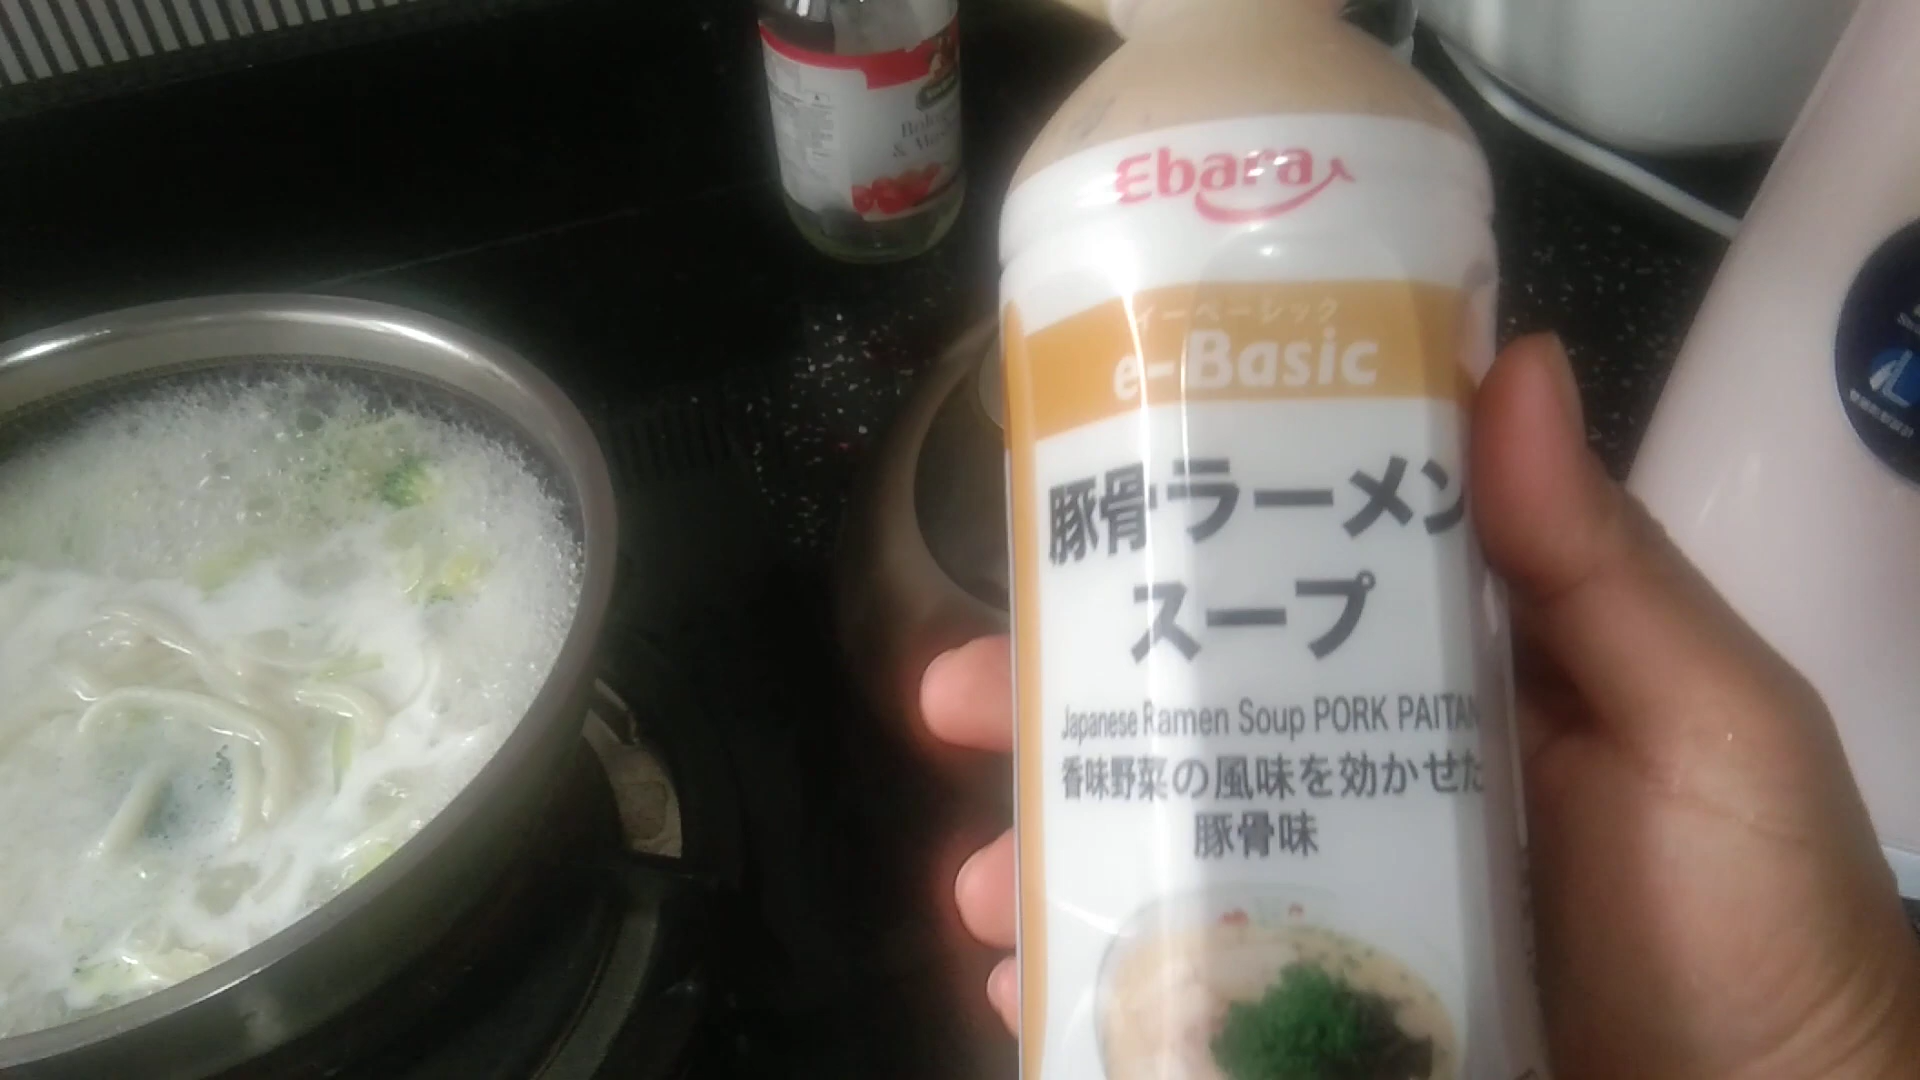 Ebara
イーベーシック
e-Basic
豚骨ラーメン
スープ
Japanese Ramen Soup PORK PAITAN
香味野菜の風味を効かせた
豚骨味